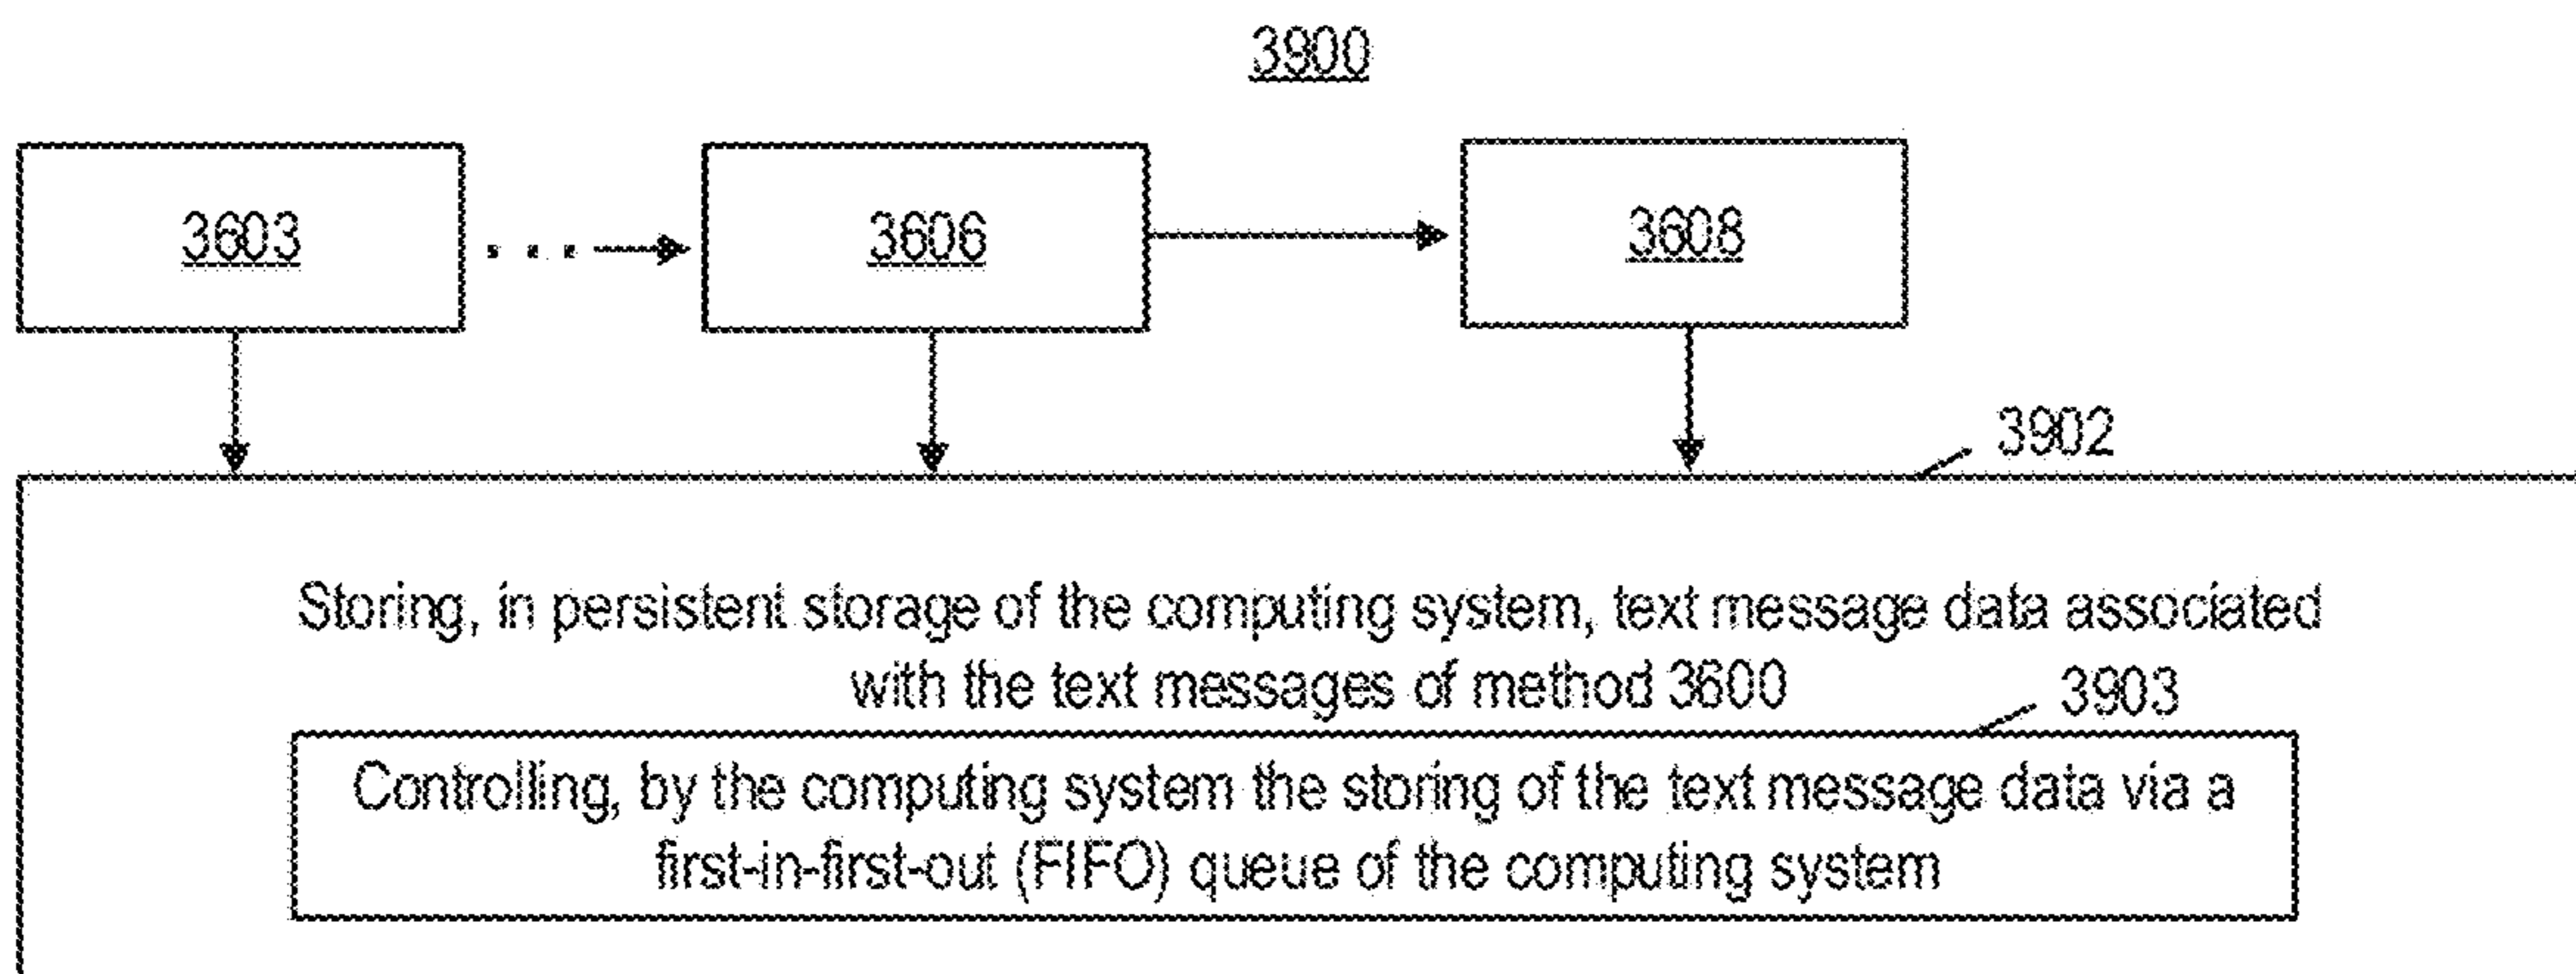 3900
3603
3606
3608
3902
Storing, in persistent storage of the computing system, text message data associated
with the text messages of method 3600
3903
Controlling, by the computing system the storing of the text message data via a
first-in-first-out (FIFO) queue of the computing system